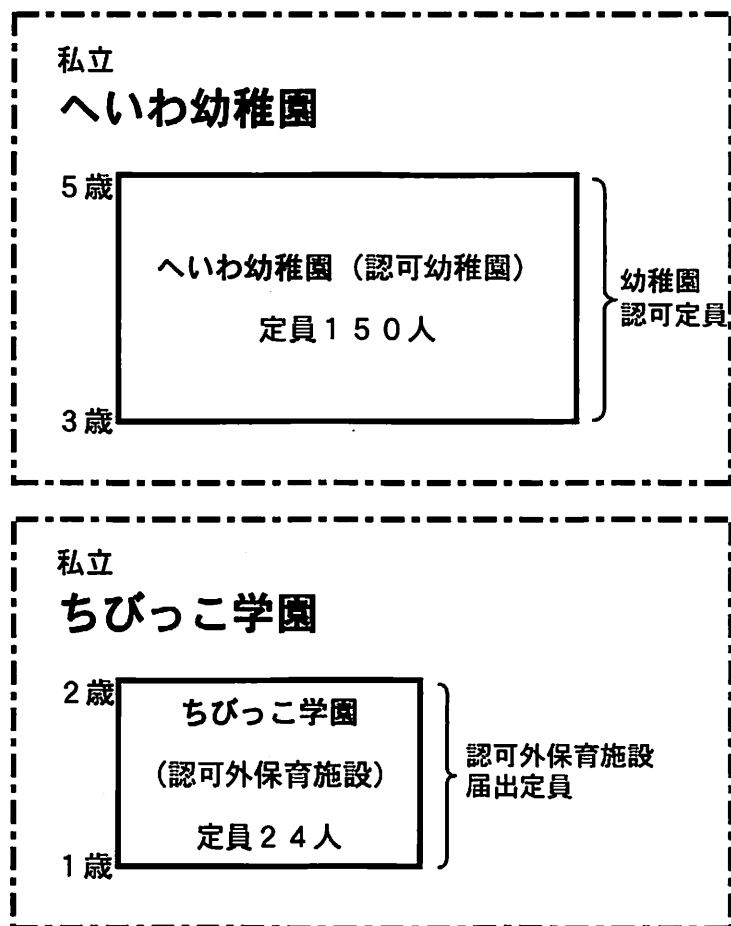 私立
へいわ幼稚園
5歳
へいわ幼稚園（認可幼稚園）
定員１５０人
幼稚園
認可定員
3歳
私立
ちびっこ学園
2歳
ちびっこ学園
（認可外保育施設）
定員２４人
認可外保育施設
届出定員
1歳